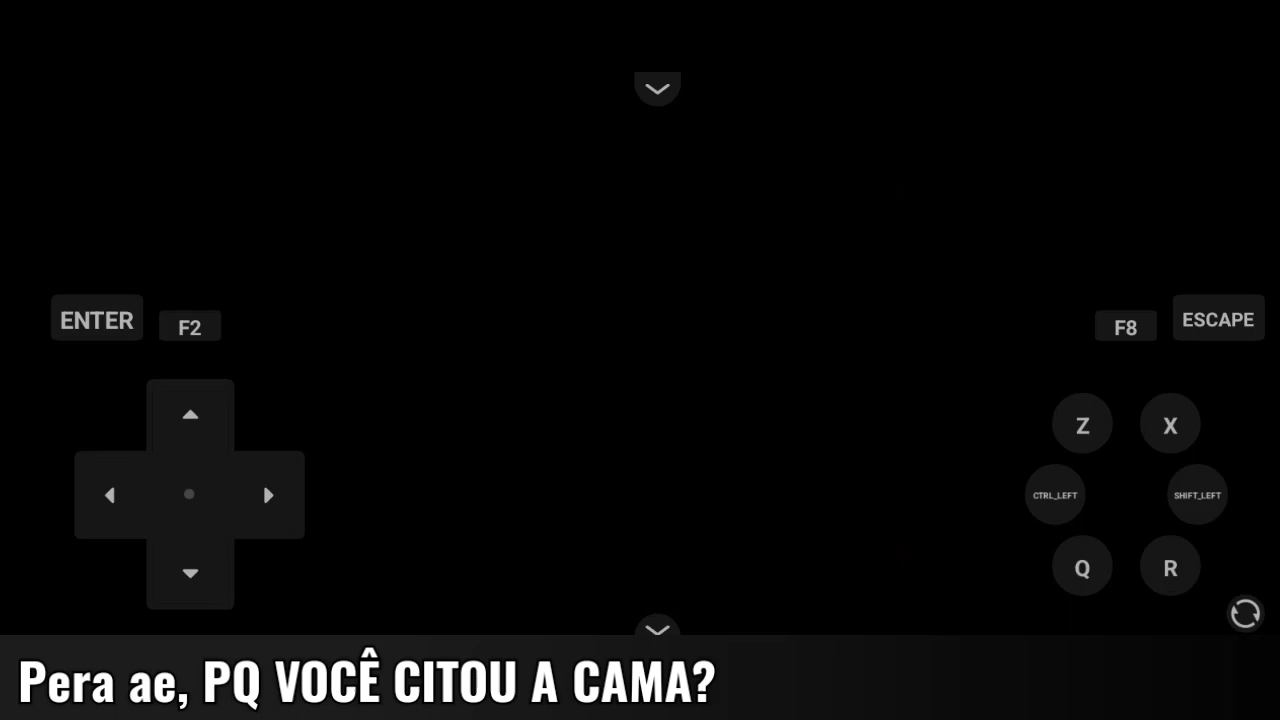 ENTER
F2
F8
ESCAPE
Z
X
CTRL_LEFT
SHIFT_LEFT
Q
R
Pera ae, PQ VOCÊ CITOU A CAMA?